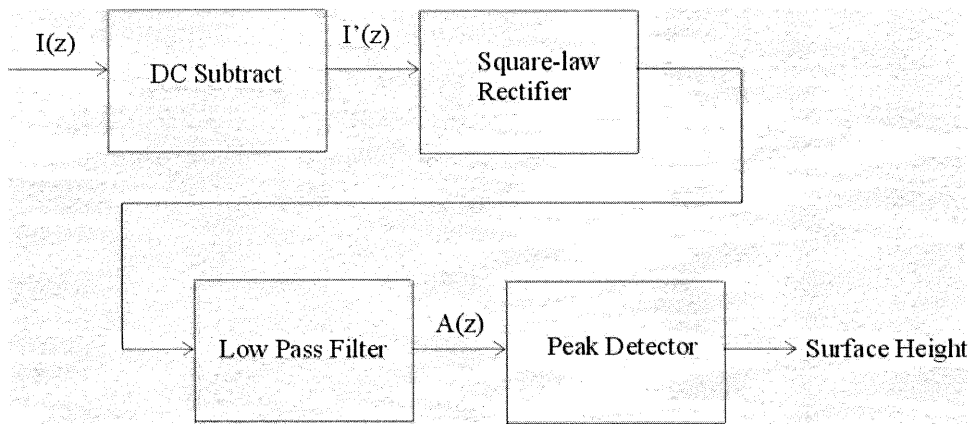 I(z)
DC Subtract
I’(z)
Square-law
Rectifier
Low Pass Filter
A(z)
Peak Detector
Surface Height